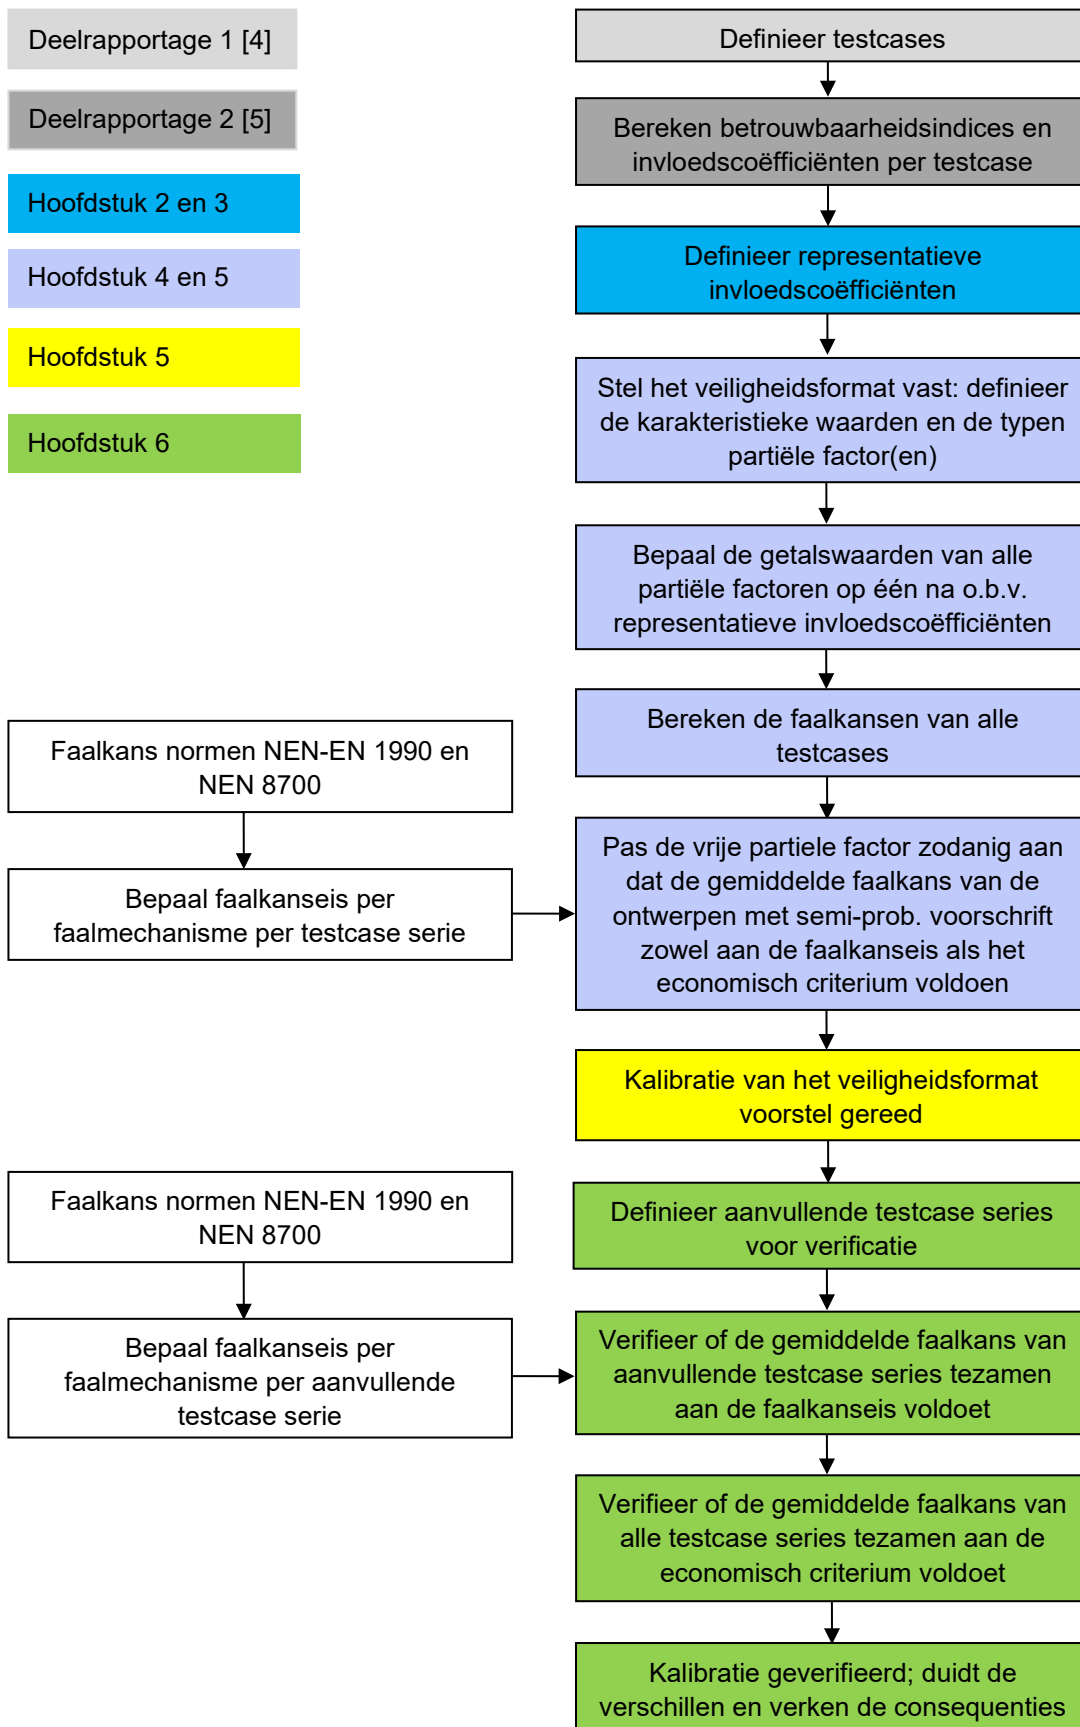 Deelrapportage 1 [4]
Deelrapportage 2 [5]
Hoofdstuk 2 en 3
Hoofdstuk 4 en 5
Hoofdstuk 5
Hoofdstuk 6
Definieer testcases
Bereken betrouwbaarheidsindices en
invloedscoëfficiënten per testcase
Definieer representatieve
invloedscoëfficiënten
Stel het veiligheidsformat vast: definieer
de karakteristieke waarden en de typen
partiële factor(en)
Bepaal de getalswaarden van alle
partiële factoren op één na o.b.v.
representatieve invloedscoëfficiënten
Bereken de faalkansen van alle
testcases
Faalkans normen NEN-EN 1990 en
NEN 8700
Bepaal faalkanseis per
faalmechanisme per testcase serie
Pas de vrije partiele factor zodanig aan
dat de gemiddelde faalkans van de
ontwerpen met semi-prob. voorschrift
zowel aan de faalkanseis als het
economisch criterium voldoen
Kalibratie van het veiligheidsformat
voorstel gereed
Definieer aanvullende testcase series
voor verificatie
Faalkans normen NEN-EN 1990 en
NEN 8700
Bepaal faalkanseis per
faalmechanisme per aanvullende
testcase serie
Verifieer of de gemiddelde faalkans van
aanvullende testcase series tezamen
aan de faalkanseis voldoet
Verifieer of de gemiddelde faalkans van
alle testcase series tezamen aan de
economisch criterium voldoet
Kalibratie geverifieerd; duidt de
verschillen en verken de consequenties